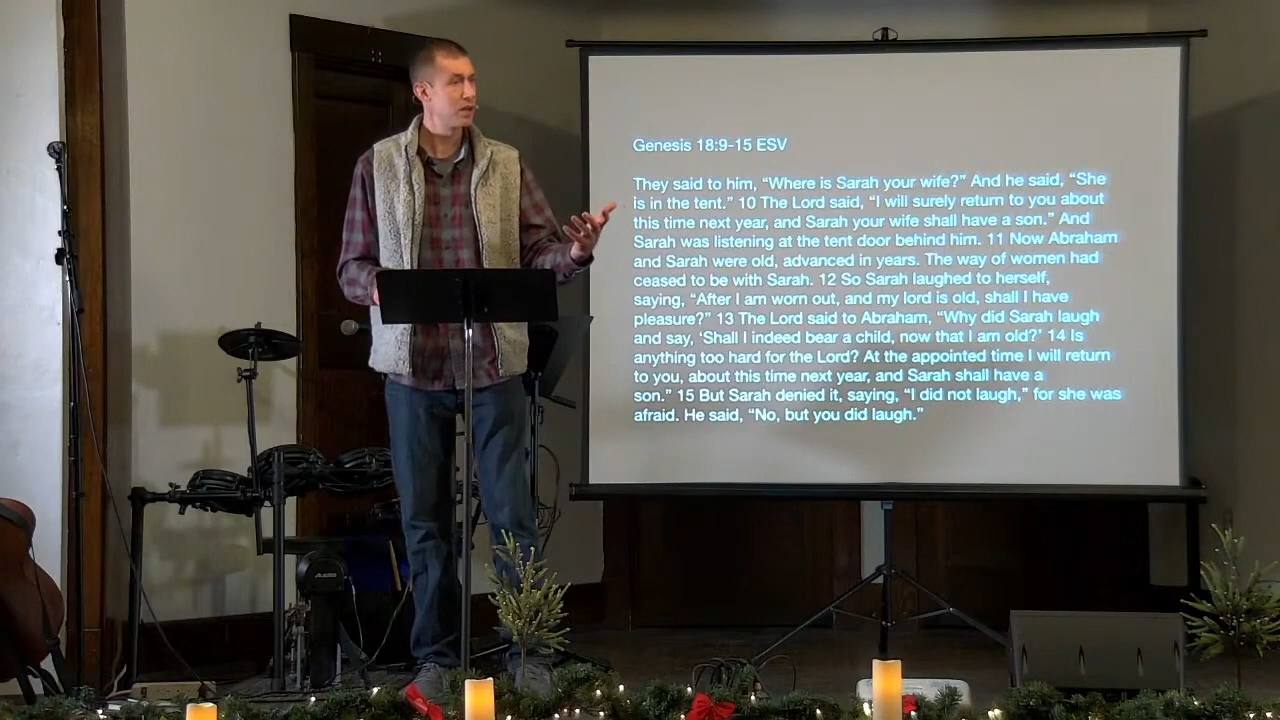 Genesis 18:9-15 ESV
They said to him, “Where is Sarah your wife?” And he said, “She
is in the tent.” 10 The Lord said, “I will surely return to you about
this time next year, and Sarah your wife shall have a son.” And
Sarah was listening at the tent door behind him. 11 Now Abraham
and Sarah were old, advanced in years. The way of women had
ceased to be with Sarah. 12 So Sarah laughed to herself,
saying, “After I am worn out, and my lord is old, shall I have
pleasure?” 13 The Lord said to Abraham, “Why did Sarah laugh
and say, ‘Shall I indeed bear a child, now that I am old?’ 14 Is
anything too hard for the Lord? At the appointed time I will return
to you, about this time next year, and Sarah shall have a
son.” 15 But Sarah denied it, saying, “I did not laugh,” for she was
afraid. He said, “No, but you did laugh.”
ALESIS